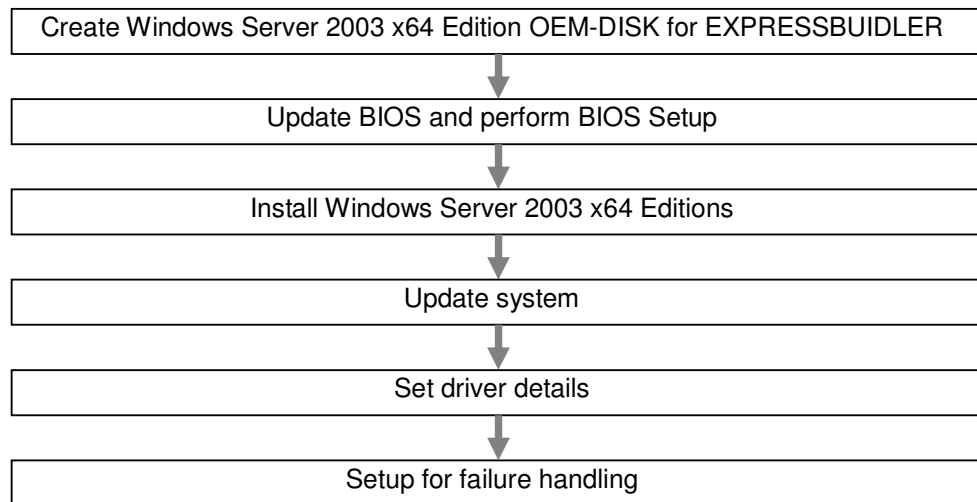 Create Windows Server 2003 x64 Edition OEM-DISK for EXPRESSBUIDLER
Update BIOS and perform BIOS Setup
Install Windows Server 2003 x64 Editions
Update system
Set driver details
Setup for failure handling